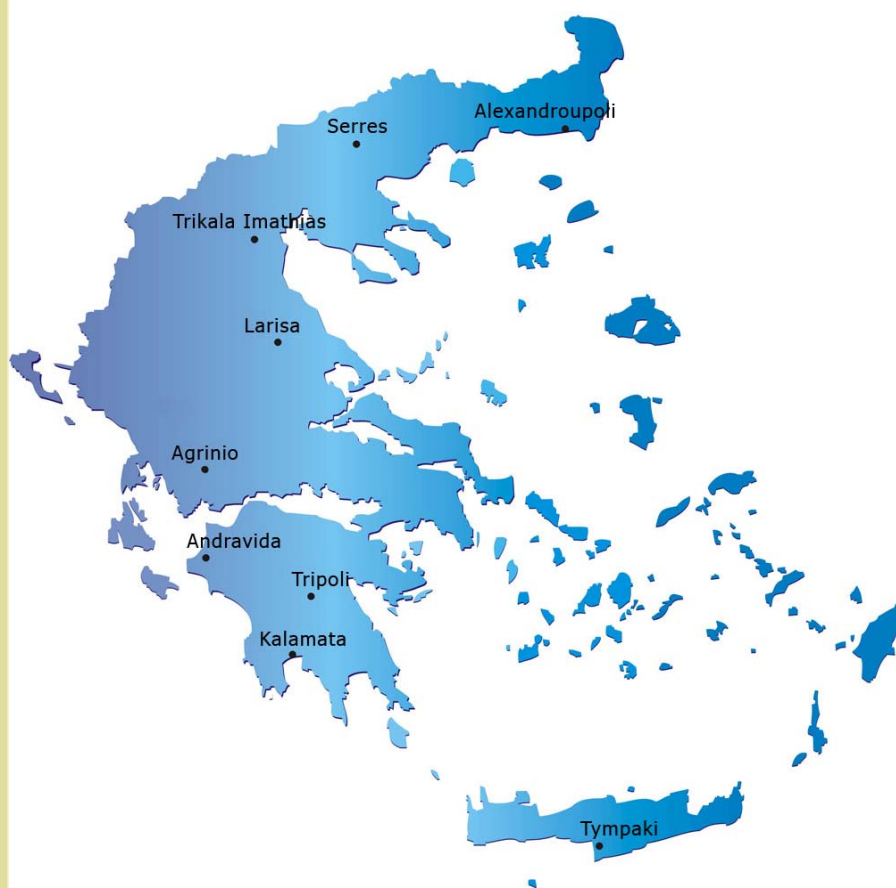 Alexandroupoli
Serres
Trikala Imathias
Larisa
Agrinio
Andravida
Tripoli
Kalamata
Tympaki